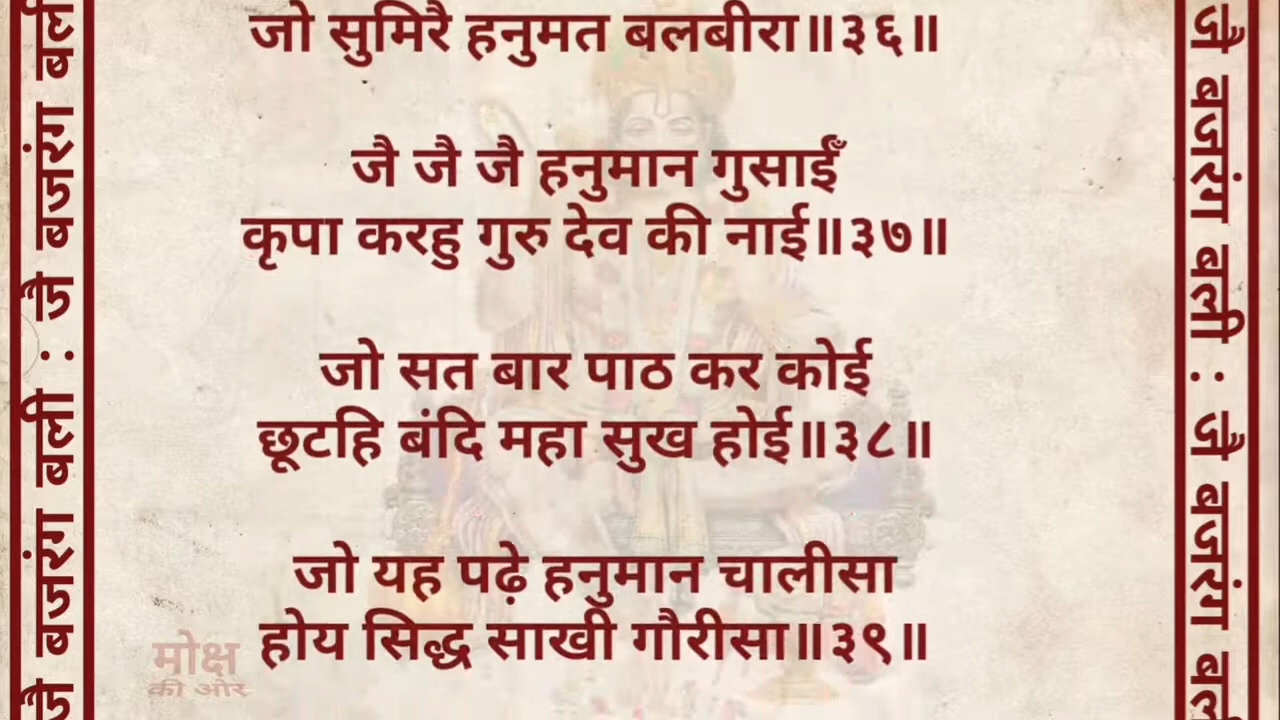 जो सुमिरै हनुमत बलबीरा॥३६॥
जै जै जै हनुमान गुसाईँ
कृपा करहु गुरु देव की नाई॥३७॥
जो सत बार पाठ कर कोई
छूटहि बंदि महा सुख होई॥३८॥
जो यह पढ़े हनुमान चालीसा
होय सिद्ध साखी गौरीसा॥३९॥
मोक्ष
की ओर
जै बजरंग बली : जै बजरंग बली
जै बजरंग बली : जै बजरंग बली